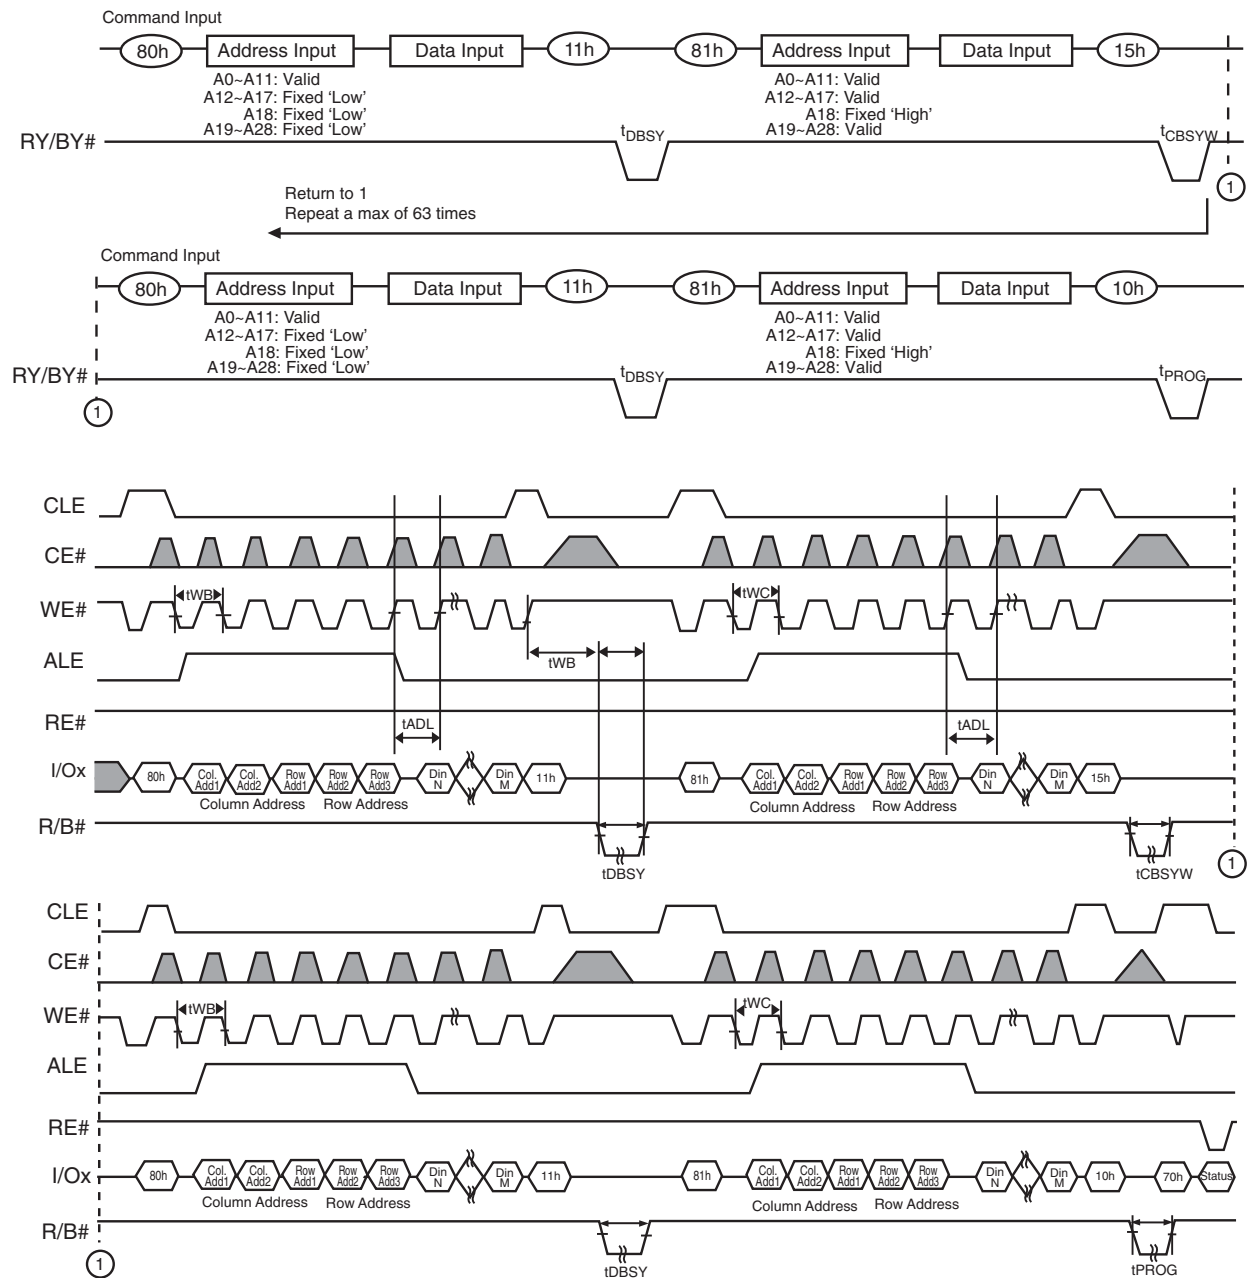 Command Input
80h Address Input Data Input 11h 81h Address Input Data Input 15h
A0~A11: Valid A0~A11: Valid
A12~A17: Fixed ‘Low’ A12~A17: Valid
A18: Fixed ‘Low’ A18: Fixed ‘High’
A19~A28: Fixed ‘Low’ A19~A28: Valid
RY/BY# tDBSY tCBSYW
1
Return to 1
Repeat a max of 63 times
Command Input
80h Address Input Data Input 11h 81h Address Input Data Input 10h
A0~A11: Valid A0~A11: Valid
A12~A17: Fixed ‘Low’ A12~A17: Valid
A18: Fixed ‘Low’ A18: Fixed ‘High’
A19~A28: Fixed ‘Low’ A19~A28: Valid
RY/BY# tDBSY tPROG
1
CLE
CE#
WE# tWB tWC
ALE tWB
RE#
tADL tADL
I/Ox 80h Col. Add1 Col. Add2 Row Add1 Row Add2 Row Add3 Din N Din M 11h 81h Col. Add1 Col. Add2 Row Add1 Row Add2 Row Add3 Din N Din M 15h
Column Address Row Address Column Address Row Address
R/B#
tDBSY tCBSYW 1
CLE
CE#
WE# tWB tWC
ALE
RE#
I/Ox 80h Col. Add1 Col. Add2 Row Add1 Row Add2 Row Add3 Din N Din M 11h 81h Col. Add1 Col. Add2 Row Add1 Row Add2 Row Add3 Din N Din M 10h 70h Status
Column Address Row Address Column Address Row Address
R/B#
1 tDBSY tPROG